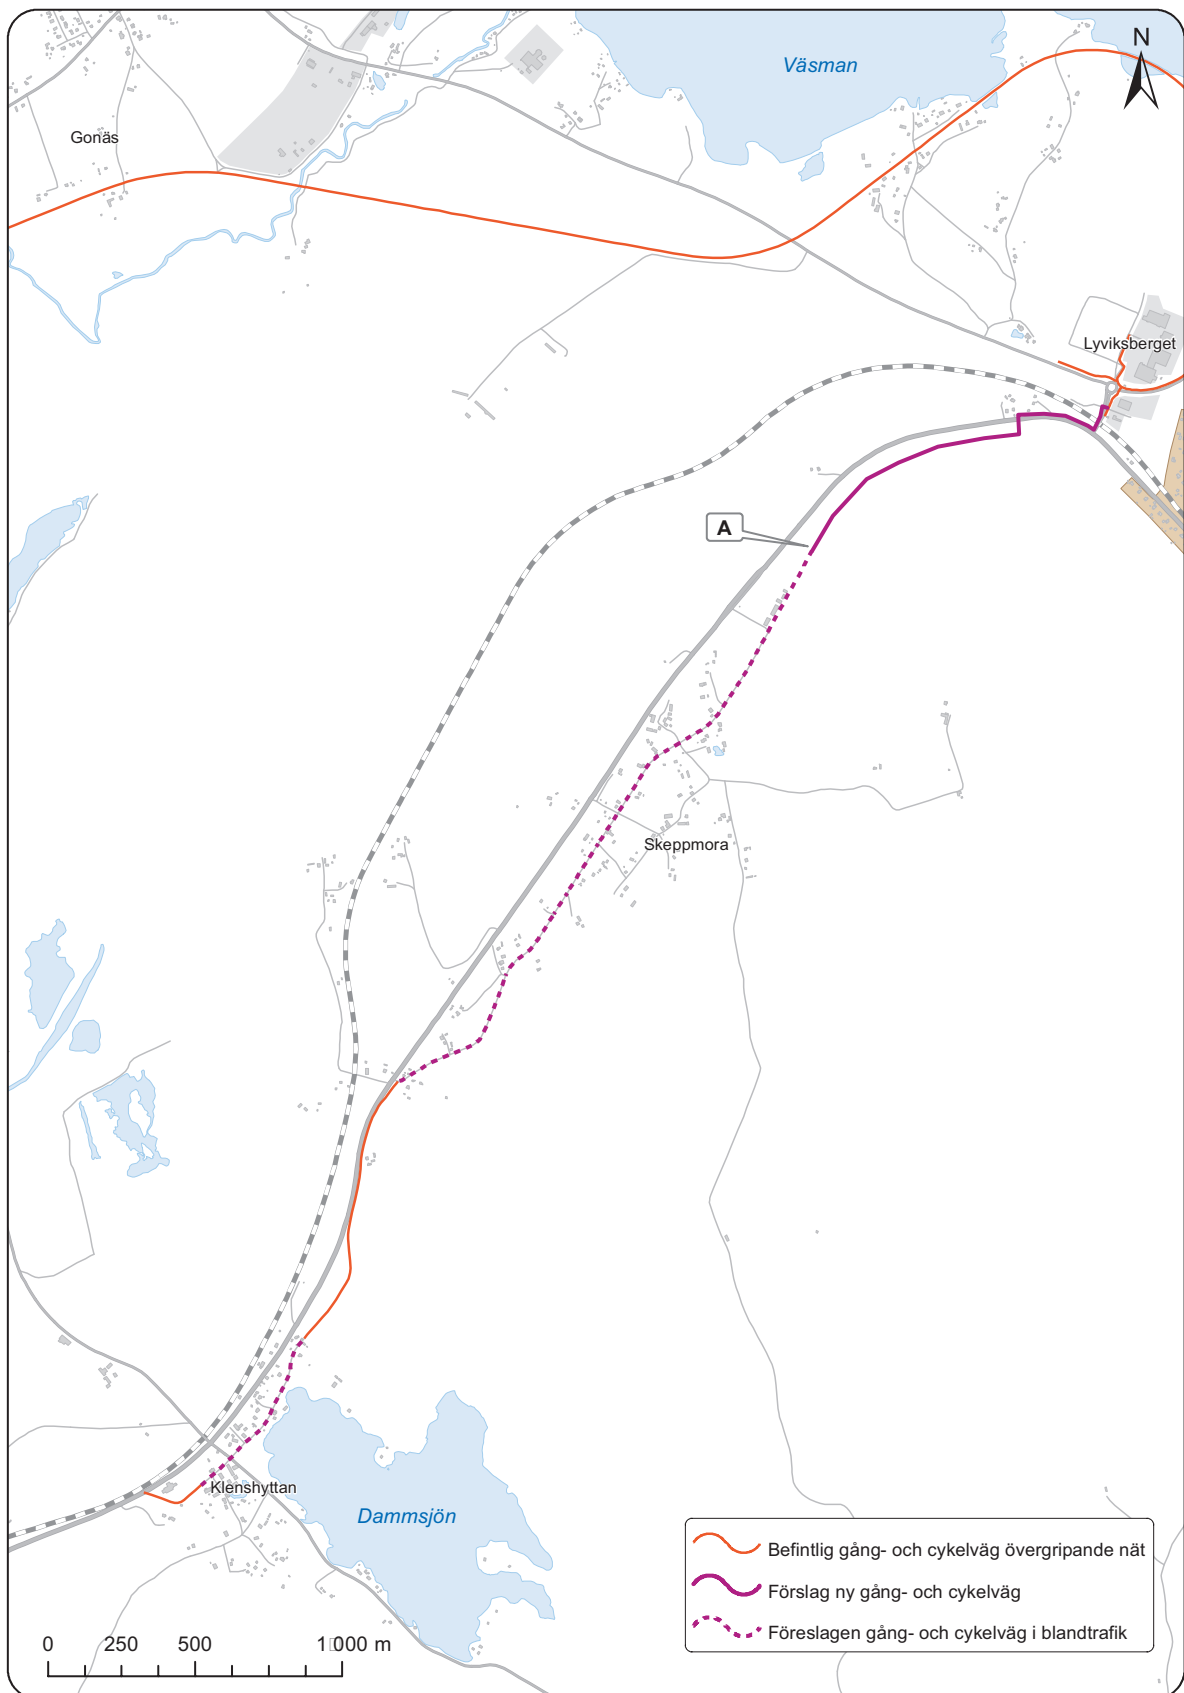 Väsman
N
Gonäs
Lyviksberget
A
Skeppmora
Klenshyttan
Dammsjön
Befintlig gång- och cykelväg övergripande nät
Förslag ny gång- och cykelväg
Föreslagen gång- och cykelväg i blandtrafik
0 250 500 1□000 m